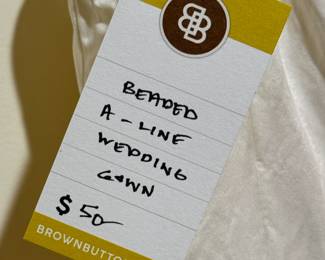 BEADED
A-LINE
WEDDING
GOWN
$50
BROWNBUTTO